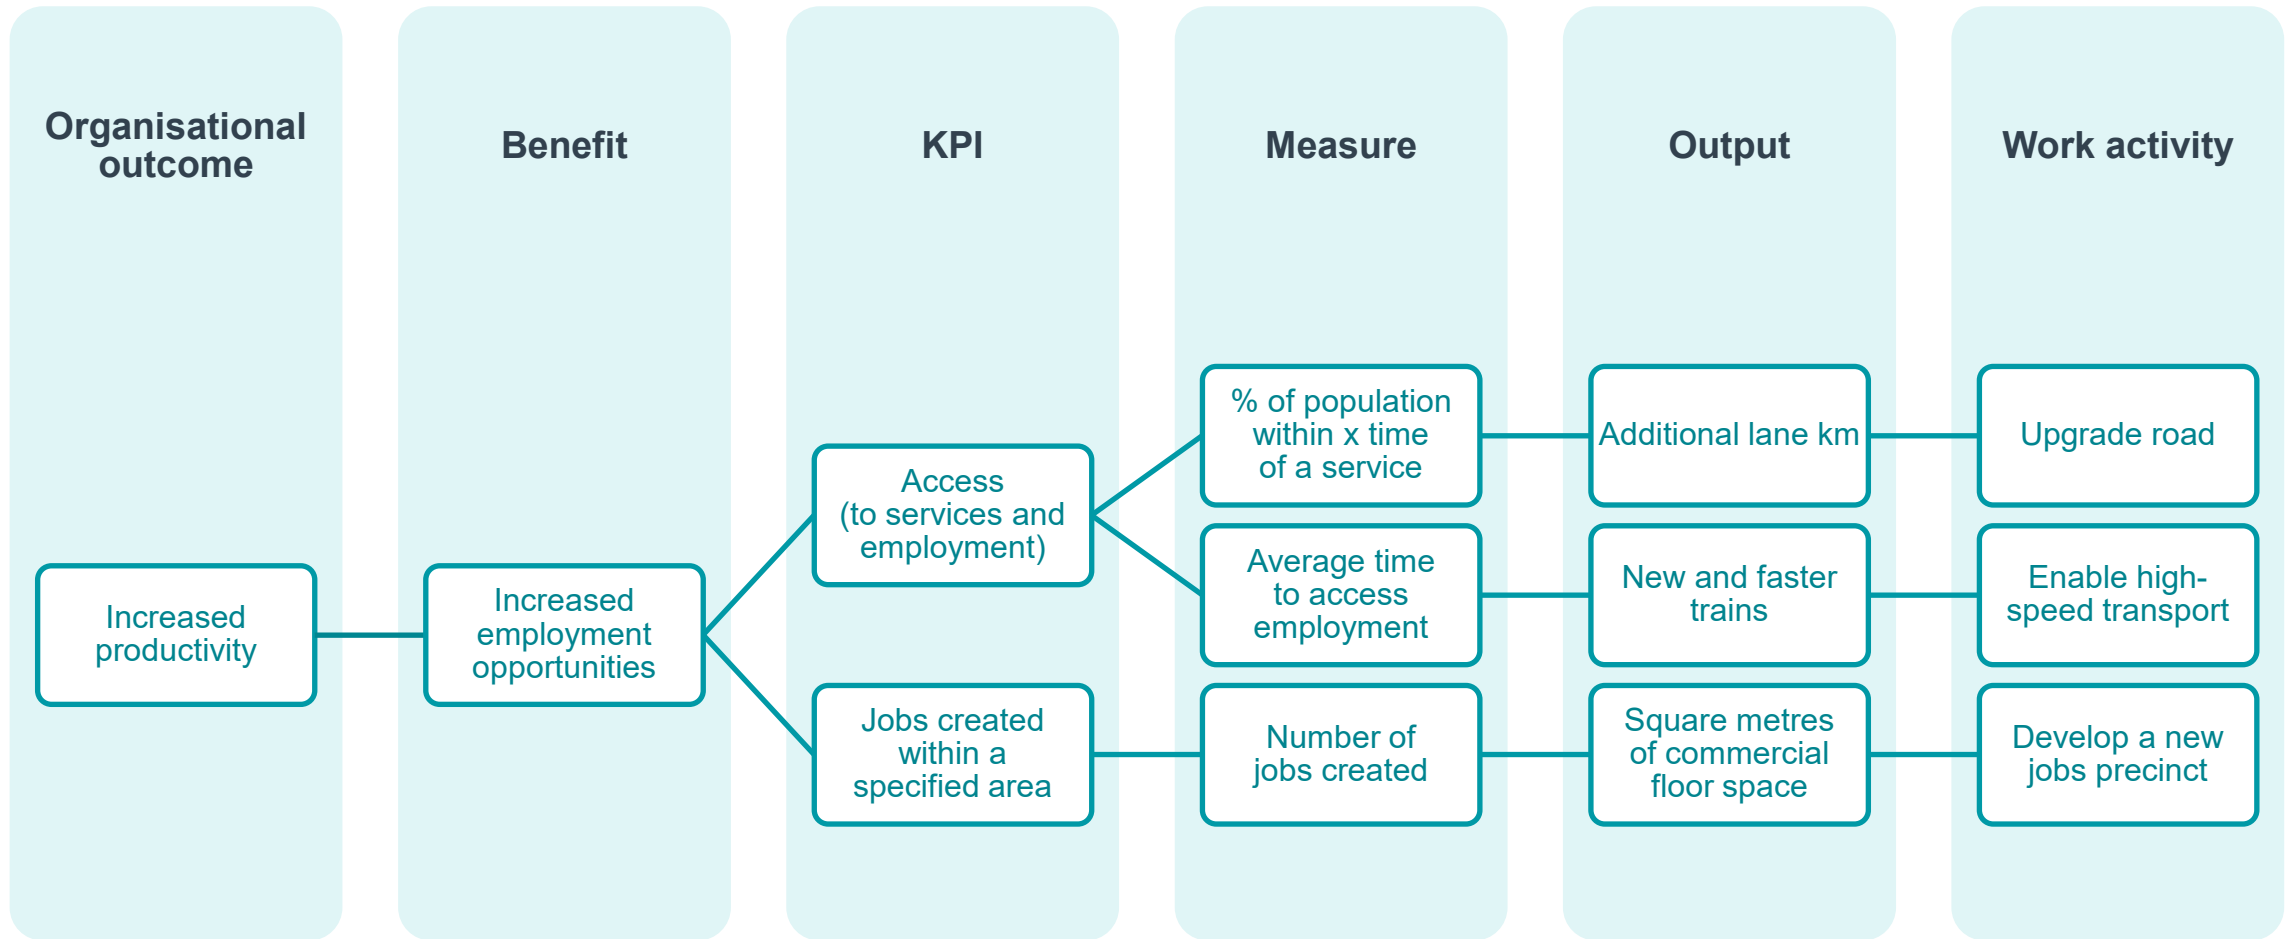 Organisational
outcome
Benefit
KPI
Measure
Output
Work activity
Increased
productivity
Increased
employment
opportunities
Access
(to services and
employment)
Jobs created
within a
specified area
% of population
within x time
of a service
Average time
to access
employment
Number of
jobs created
Additional lane km
New and faster
trains
Square metres
of commercial
floor space
Upgrade road
Enable high-
speed transport
Develop a new
jobs precinct